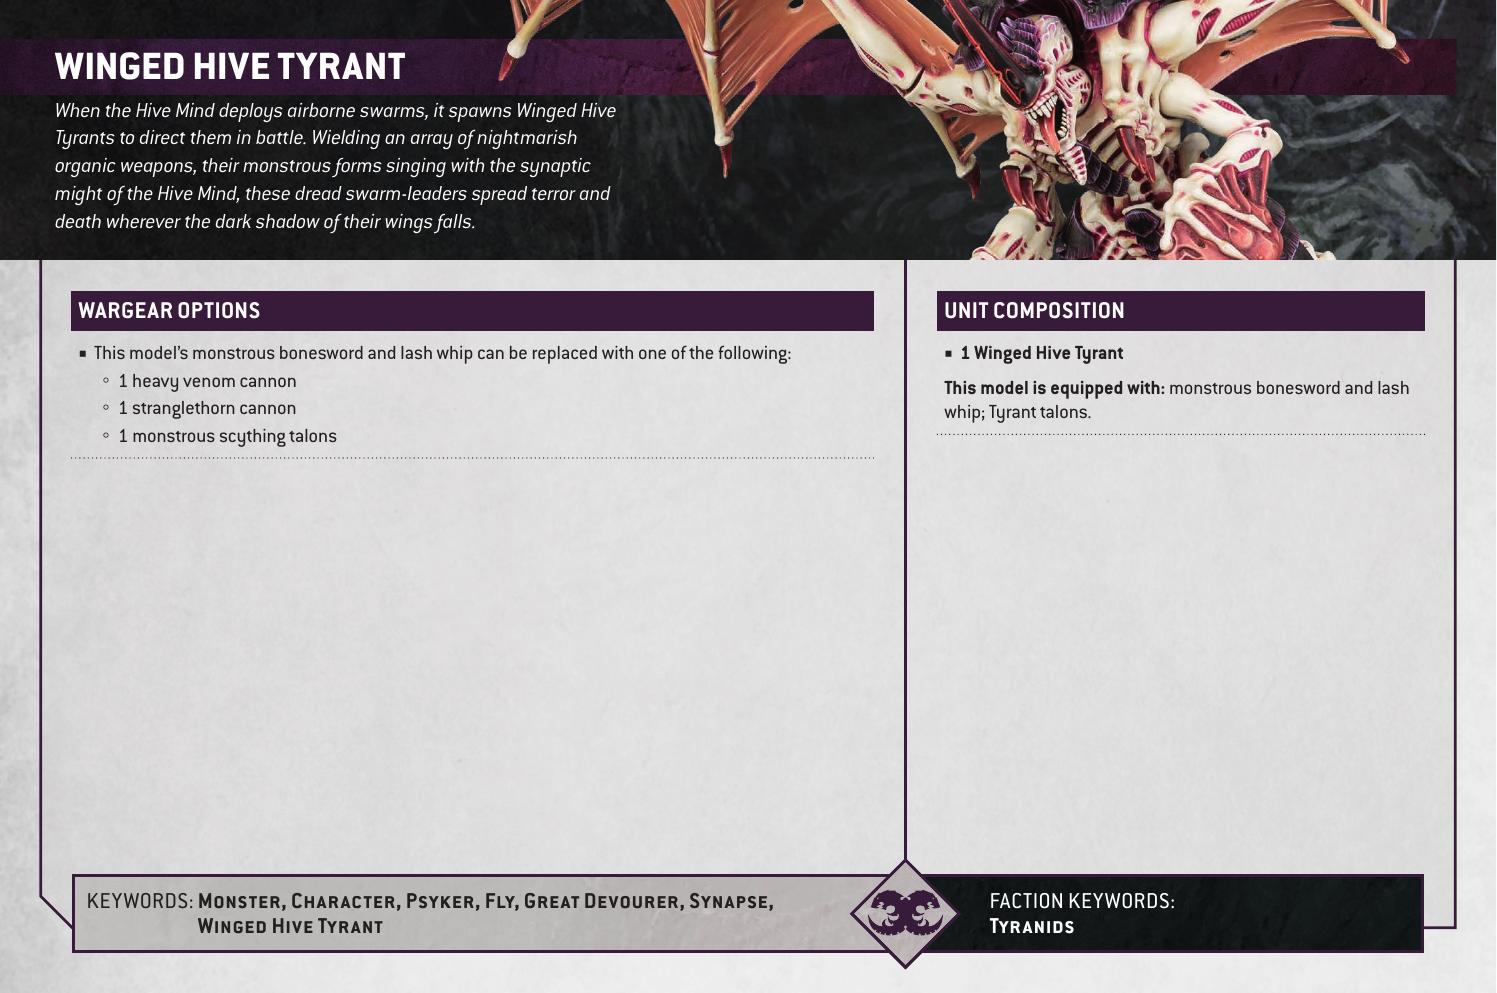 WINGED HIVE TYRANT
When the Hive Mind deploys airborne swarms, it spawns Winged Hive
Tyrants to direct them in battle. Wielding an array of nightmarish
organic weapons, their monstrous forms singing with the synaptic
might of the Hive Mind, these dread swarm-leaders spread terror and
death wherever the dark shadow of their wings falls.
WARGEAR OPTIONS
■ This model’s monstrous bonesword and lash whip can be replaced with one of the following:
◦ 1 heavy venom cannon
◦ 1 stranglethorn cannon
◦ 1 monstrous scything talons
UNIT COMPOSITION
■ 1 Winged Hive Tyrant
This model is equipped with: monstrous bonesword and lash
whip; Tyrant talons.
KEYWORDS: Monster, Character, Psyker, Fly, Great Devourer, Synapse,
Winged Hive Tyrant
FACTION KEYWORDS:
Tyranids